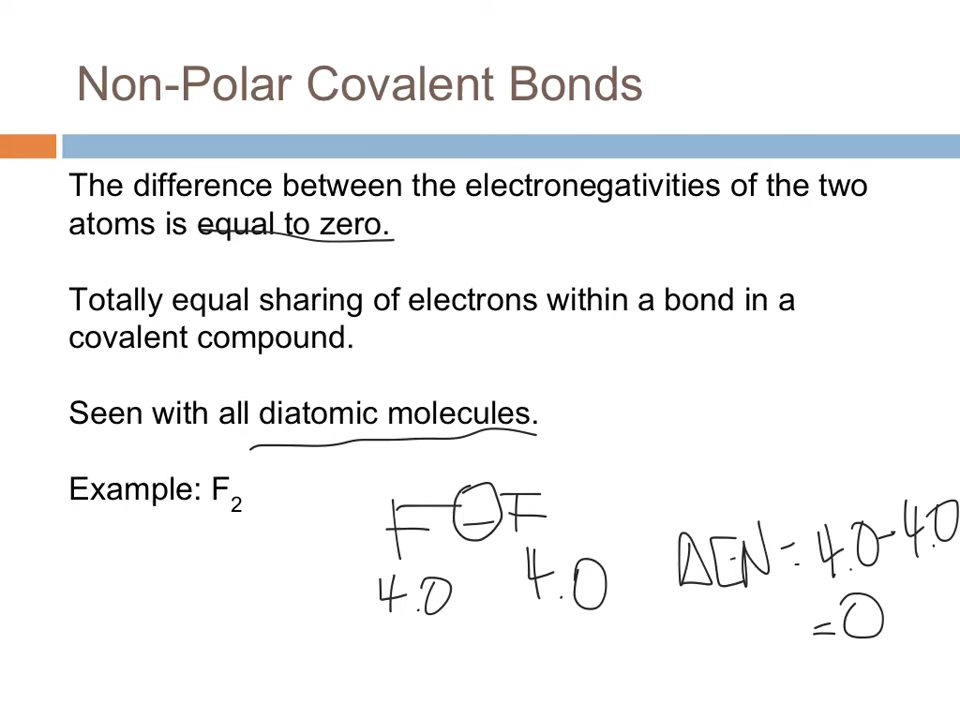 Non-Polar Covalent Bonds
The difference between the electronegativities of the two
atoms is equal to zero.
Totally equal sharing of electrons within a bond in a
covalent compound.
Seen with all diatomic molecules.
Example: F₂
F—F
4.0 4.0
ΔEN = 4.0-4.0
=0